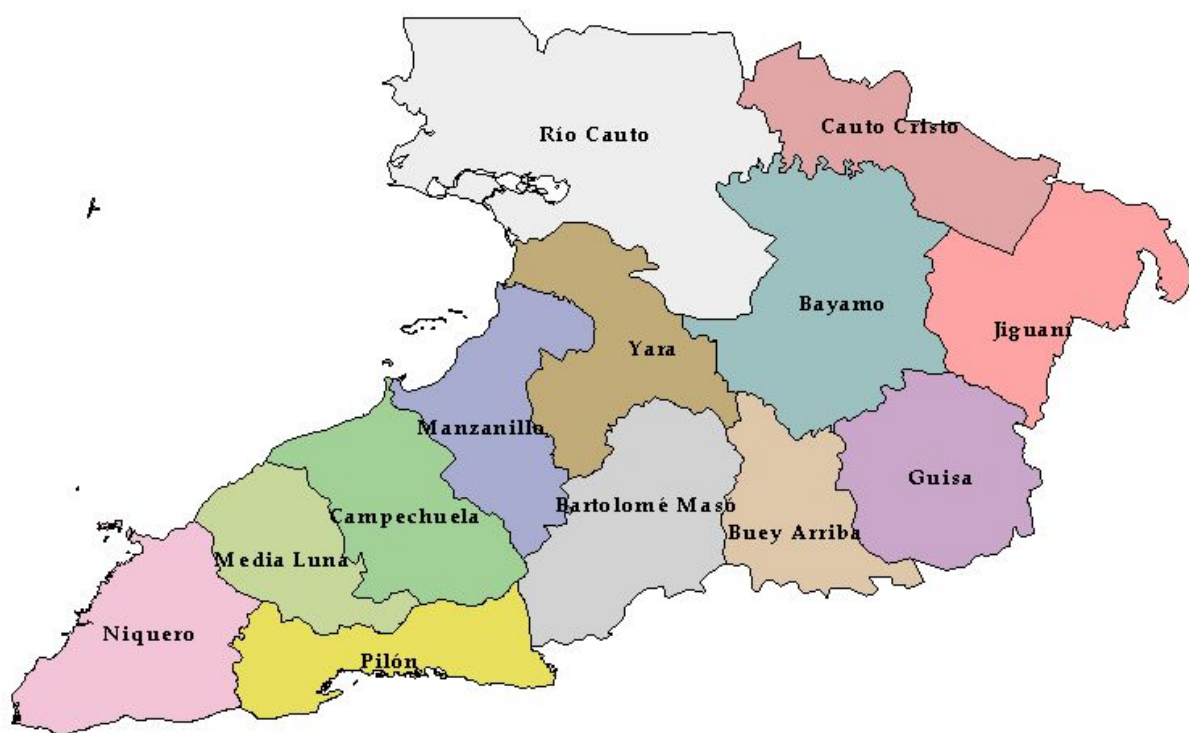 Cauto Cristo
Río Cauto
Bayamo
Jiguaní
Yara
Manzanillo
Guisa
Bartolomé Masó
Campechuela
Buey Arriba
Media Luna
Niquero
Pilón